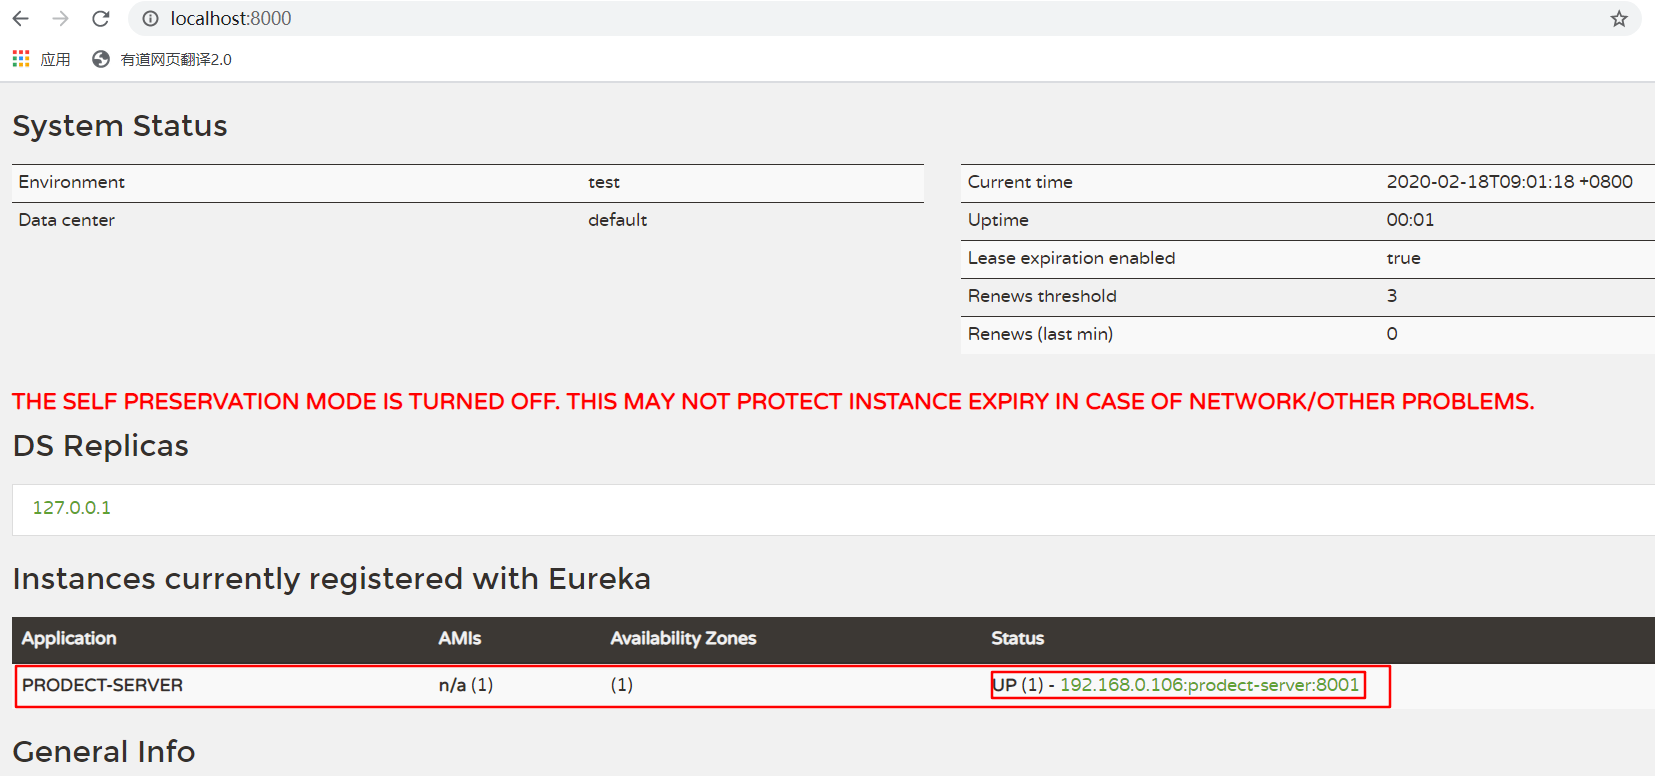 localhost:8000
应用 有道网页翻译2.0
System Status
Environment test
Data center default
Current time 2020-02-18T09:01:18 +0800
Uptime 00:01
Lease expiration enabled true
Renews threshold 3
Renews (last min) 0
THE SELF PRESERVATION MODE IS TURNED OFF. THIS MAY NOT PROTECT INSTANCE EXPIRY IN CASE OF NETWORK/OTHER PROBLEMS.
DS Replicas
127.0.0.1
Instances currently registered with Eureka
Application AMIs Availability Zones Status
PRODECT-SERVER n/a (1) (1) UP (1) - 192.168.0.106:prodect-server:8001
General Info